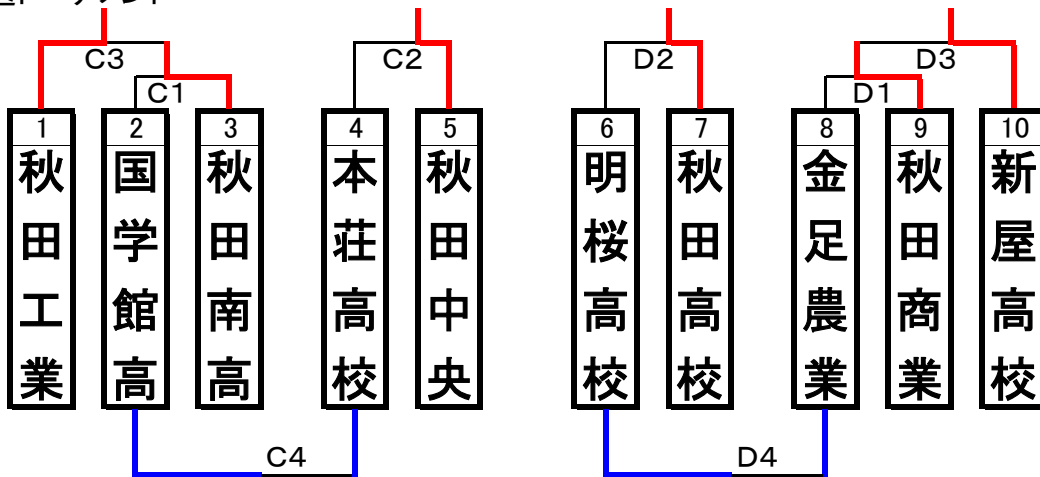 C3
C2
D2
D3
C1
D1
1
2
3
4
5
6
7
8
9
10
秋田工業
国学館高
秋田南高
本荘高校
秋田中央
明桜高校
秋田高校
金足農業
秋田商業
新屋高校
C4
D4